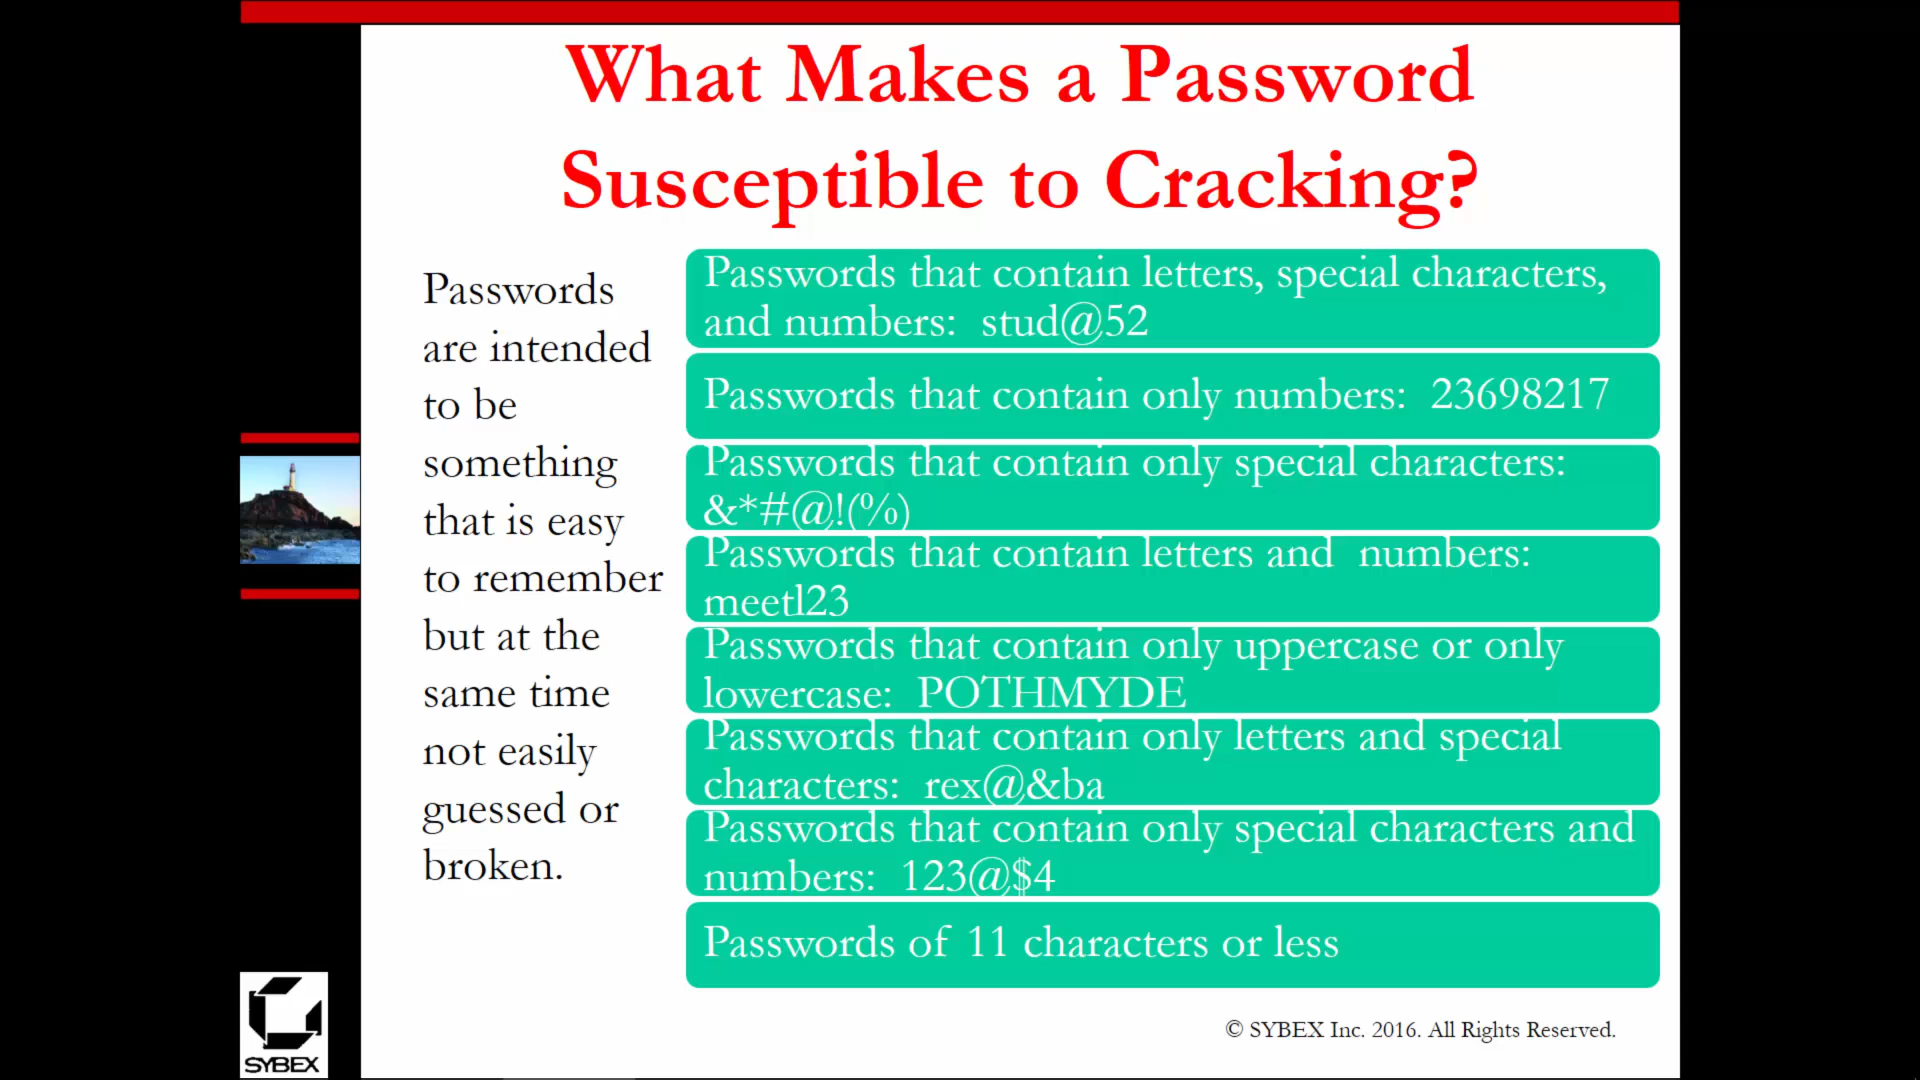 What Makes a Password
Susceptible to Cracking?
Passwords
are intended
to be
something
that is easy
to remember
but at the
same time
not easily
guessed or
broken.
Passwords that contain letters, special characters,
and numbers: stud@52
Passwords that contain only numbers: 23698217
Passwords that contain only special characters:
&*#@!(%)
Passwords that contain letters and numbers:
meetl23
Passwords that contain only uppercase or only
lowercase: POTHMYDE
Passwords that contain only letters and special
characters: rex@&ba
Passwords that contain only special characters and
numbers: 123@$4
Passwords of 11 characters or less
© SYBEX Inc. 2016. All Rights Reserved.
SYBEX